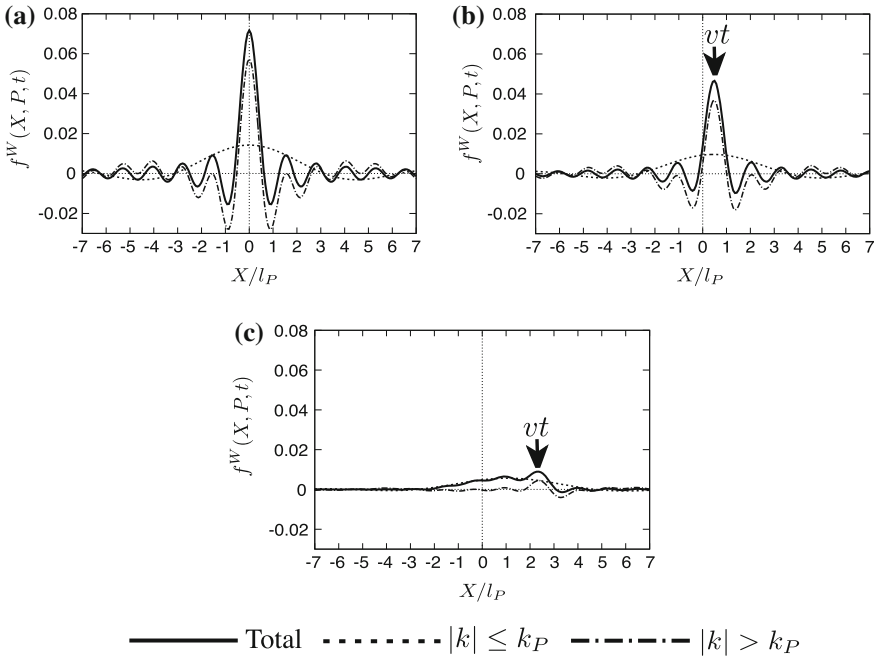 (a)
f^W(X, P, t)
0.08
0.06
0.04
0.02
0
-0.02
-7 -6 -5 -4 -3 -2 -1 0 1 2 3 4 5 6 7
X/l_P
(b)
vt
f^W(X, P, t)
0.08
0.06
0.04
0.02
0
-0.02
-7 -6 -5 -4 -3 -2 -1 0 1 2 3 4 5 6 7
X/l_P
(c)
vt
f^W(X, P, t)
0.08
0.06
0.04
0.02
0
-0.02
-7 -6 -5 -4 -3 -2 -1 0 1 2 3 4 5 6 7
X/l_P
Total |k| ≤ k_P |k| > k_P